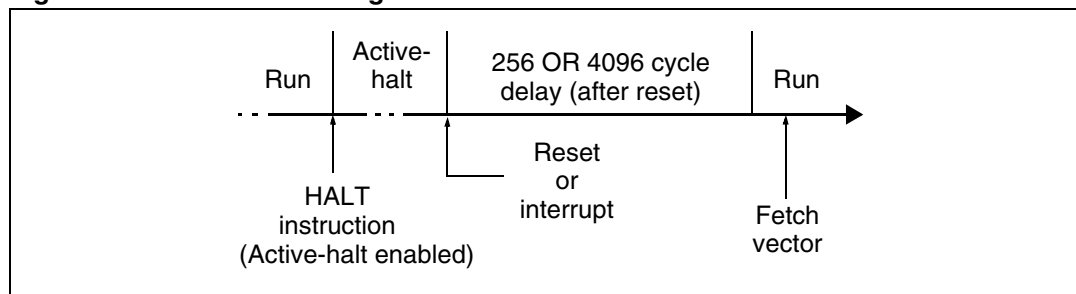 Run
Active-
halt
256 OR 4096 cycle
delay (after reset)
Run
HALT
instruction
(Active-halt enabled)
Reset
or
interrupt
Fetch
vector